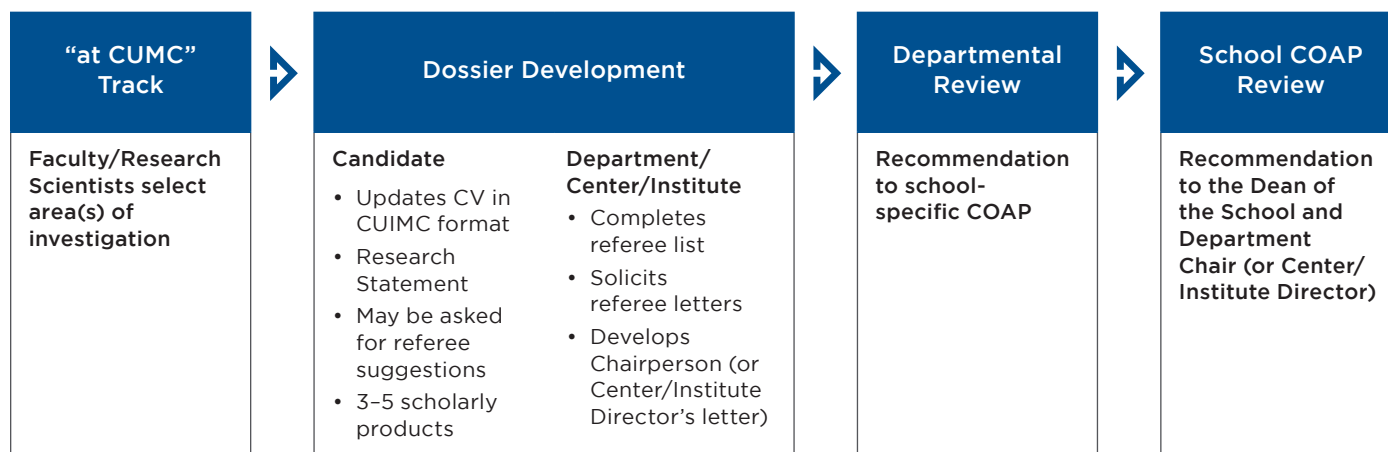 “at CUMC”
Track
Dossier Development
Departmental
Review
School COAP
Review
Faculty/Research
Scientists select
area(s) of
investigation
Candidate
• Updates CV in
CUIMC format
• Research
Statement
• May be asked
for referee
suggestions
• 3–5 scholarly
products
Department/
Center/Institute
• Completes
referee list
• Solicits
referee letters
• Develops
Chairperson (or
Center/Institute
Director’s letter)
Recommendation
to school-
specific COAP
Recommendation
to the Dean of
the School and
Department
Chair (or Center/
Institute Director)